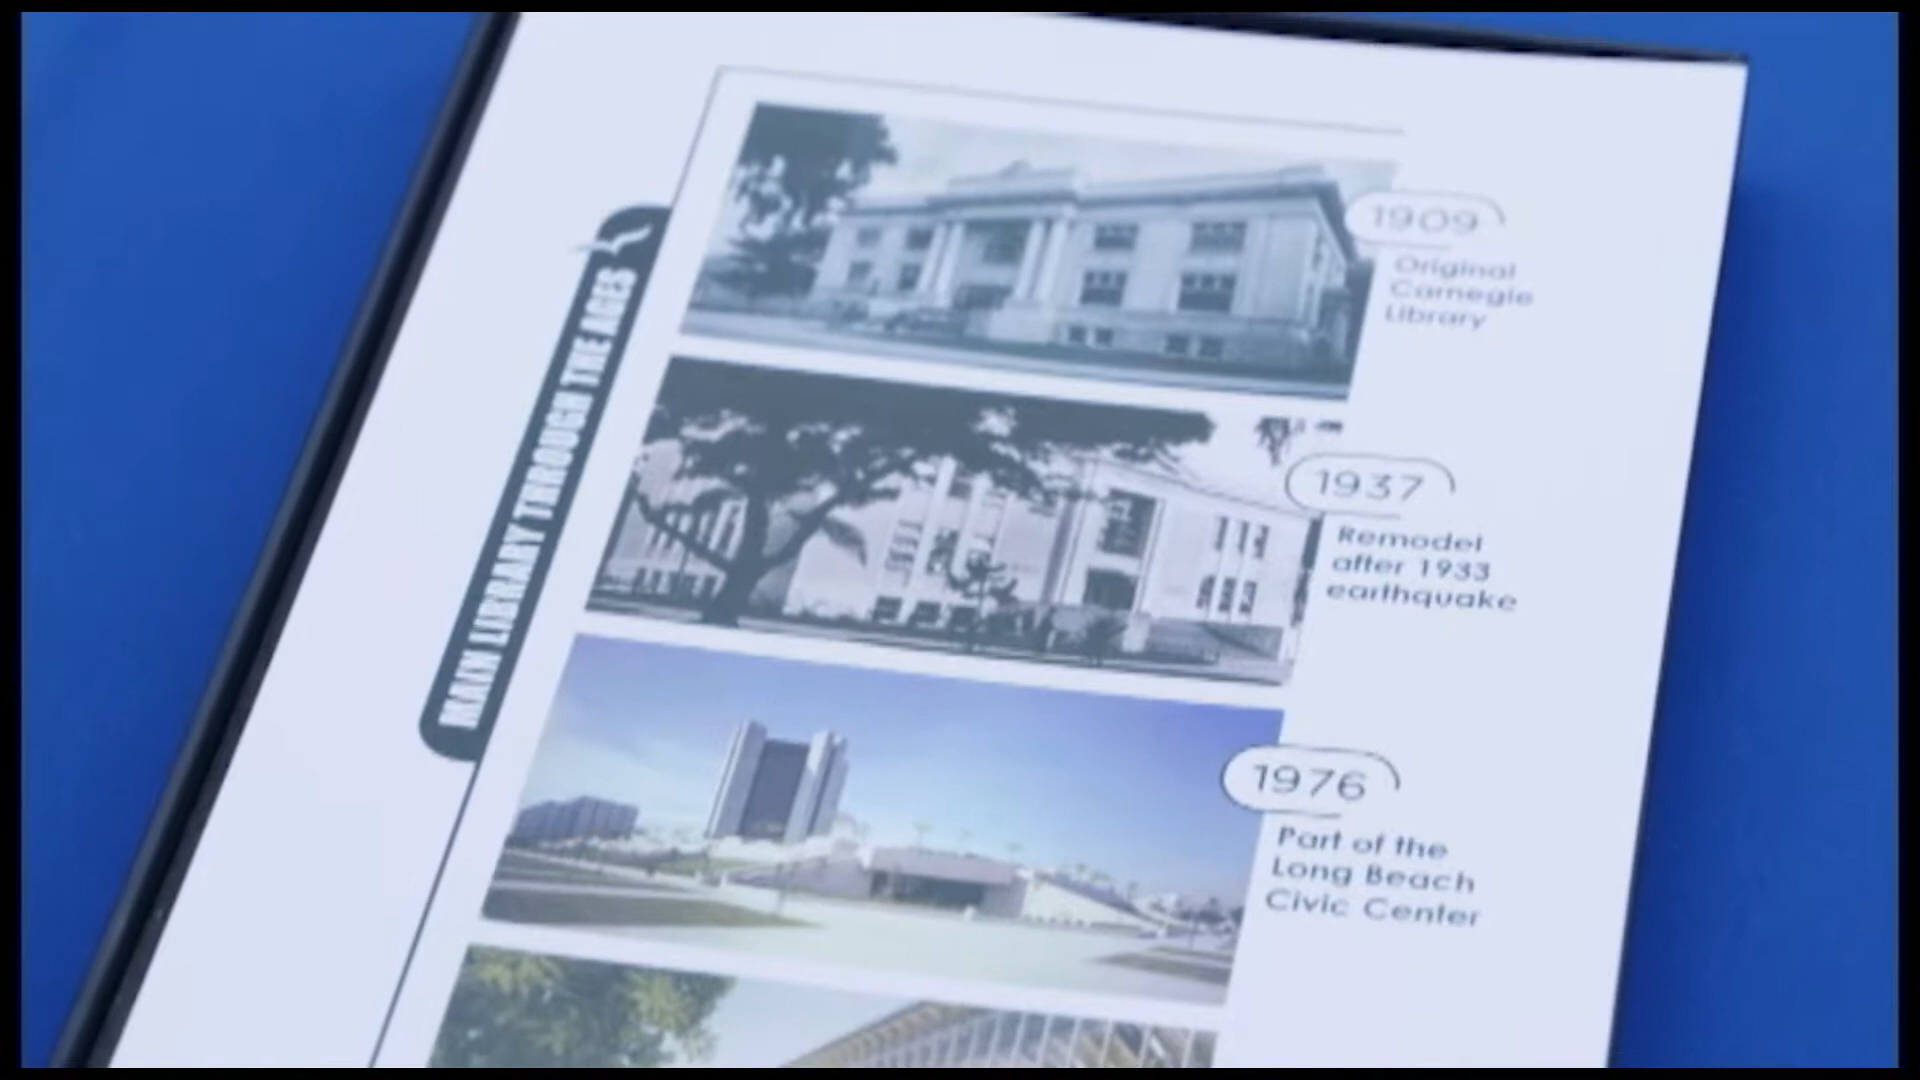 MAIN LIBRARY THROUGH THE AGES
1909
Original
Carnegie
Library
1937
Remodel
after 1933
earthquake
1976
Part of the
Long Beach
Civic Center